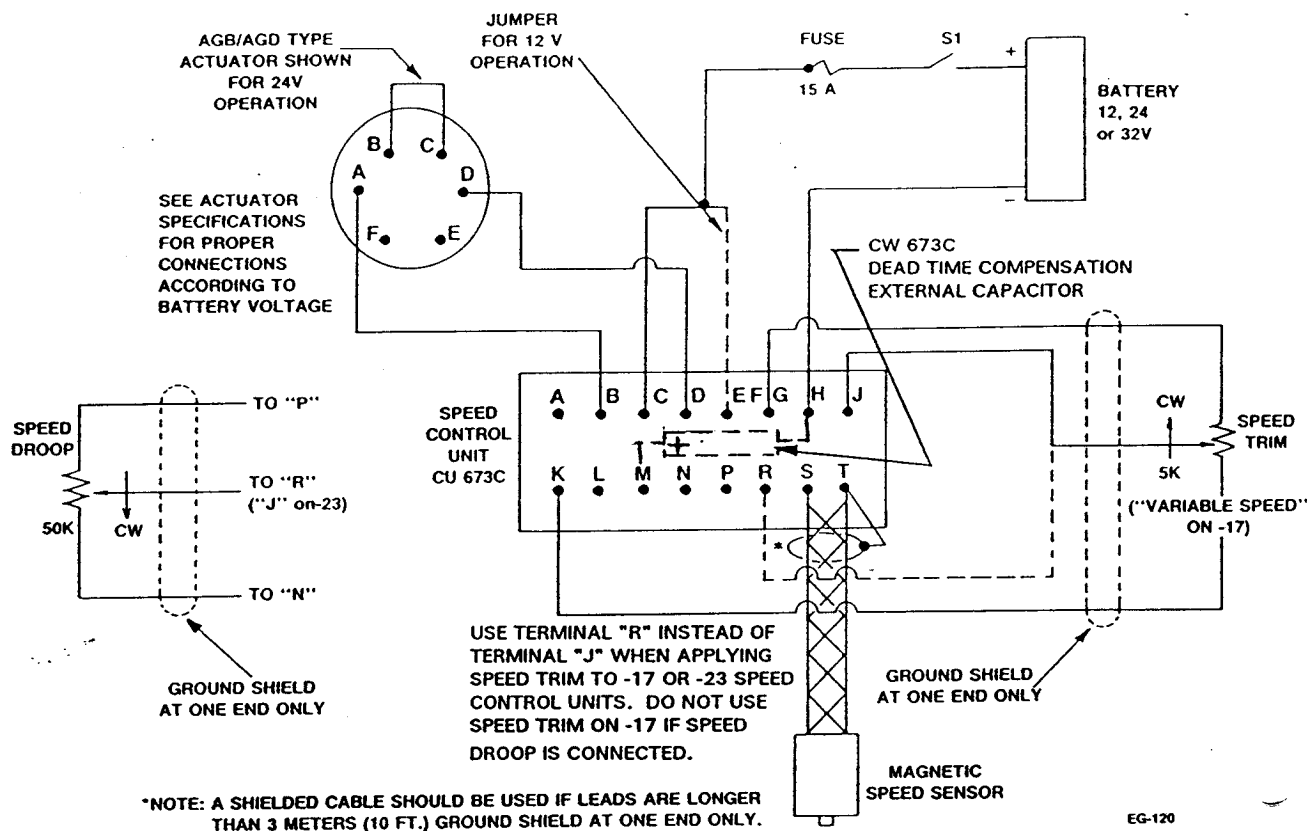 AGB/AGD TYPE
ACTUATOR SHOWN
FOR 24V
OPERATION
JUMPER
FOR 12 V
OPERATION
FUSE
15 A
S1
+
BATTERY
12, 24
or 32V
−
B
C
A
D
F
E
SEE ACTUATOR
SPECIFICATIONS
FOR PROPER
CONNECTIONS
ACCORDING TO
BATTERY VOLTAGE
CW 673C
DEAD TIME COMPENSATION
EXTERNAL CAPACITOR
SPEED
CONTROL
UNIT
CU 673C
A B C D E F G H J
+
K L M N P R S T
*
SPEED
DROOP
50K
CW
TO "P"
TO "R"
("J" on-23)
TO "N"
GROUND SHIELD
AT ONE END ONLY
CW
5K
SPEED
TRIM
("VARIABLE SPEED"
ON -17)
GROUND SHIELD
AT ONE END ONLY
USE TERMINAL "R" INSTEAD OF
TERMINAL "J" WHEN APPLYING
SPEED TRIM TO -17 OR -23 SPEED
CONTROL UNITS. DO NOT USE
SPEED TRIM ON -17 IF SPEED
DROOP IS CONNECTED.
MAGNETIC
SPEED SENSOR
*NOTE: A SHIELDED CABLE SHOULD BE USED IF LEADS ARE LONGER
THAN 3 METERS (10 FT.) GROUND SHIELD AT ONE END ONLY.
EG-120